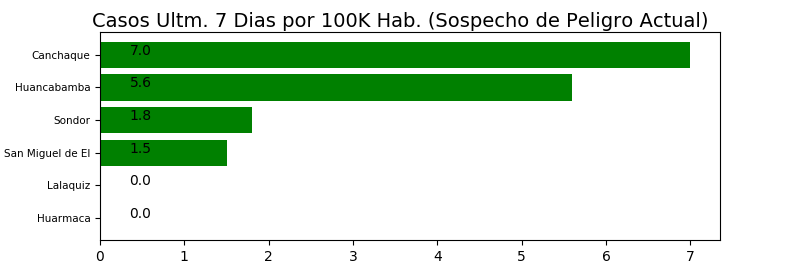 Casos Ultm. 7 Dias por 100K Hab. (Sospecho de Peligro Actual)
Canchaque 7.0
Huancabamba 5.6
Sondor 1.8
San Miguel de El 1.5
Lalaquiz 0.0
Huarmaca 0.0
0 1 2 3 4 5 6 7